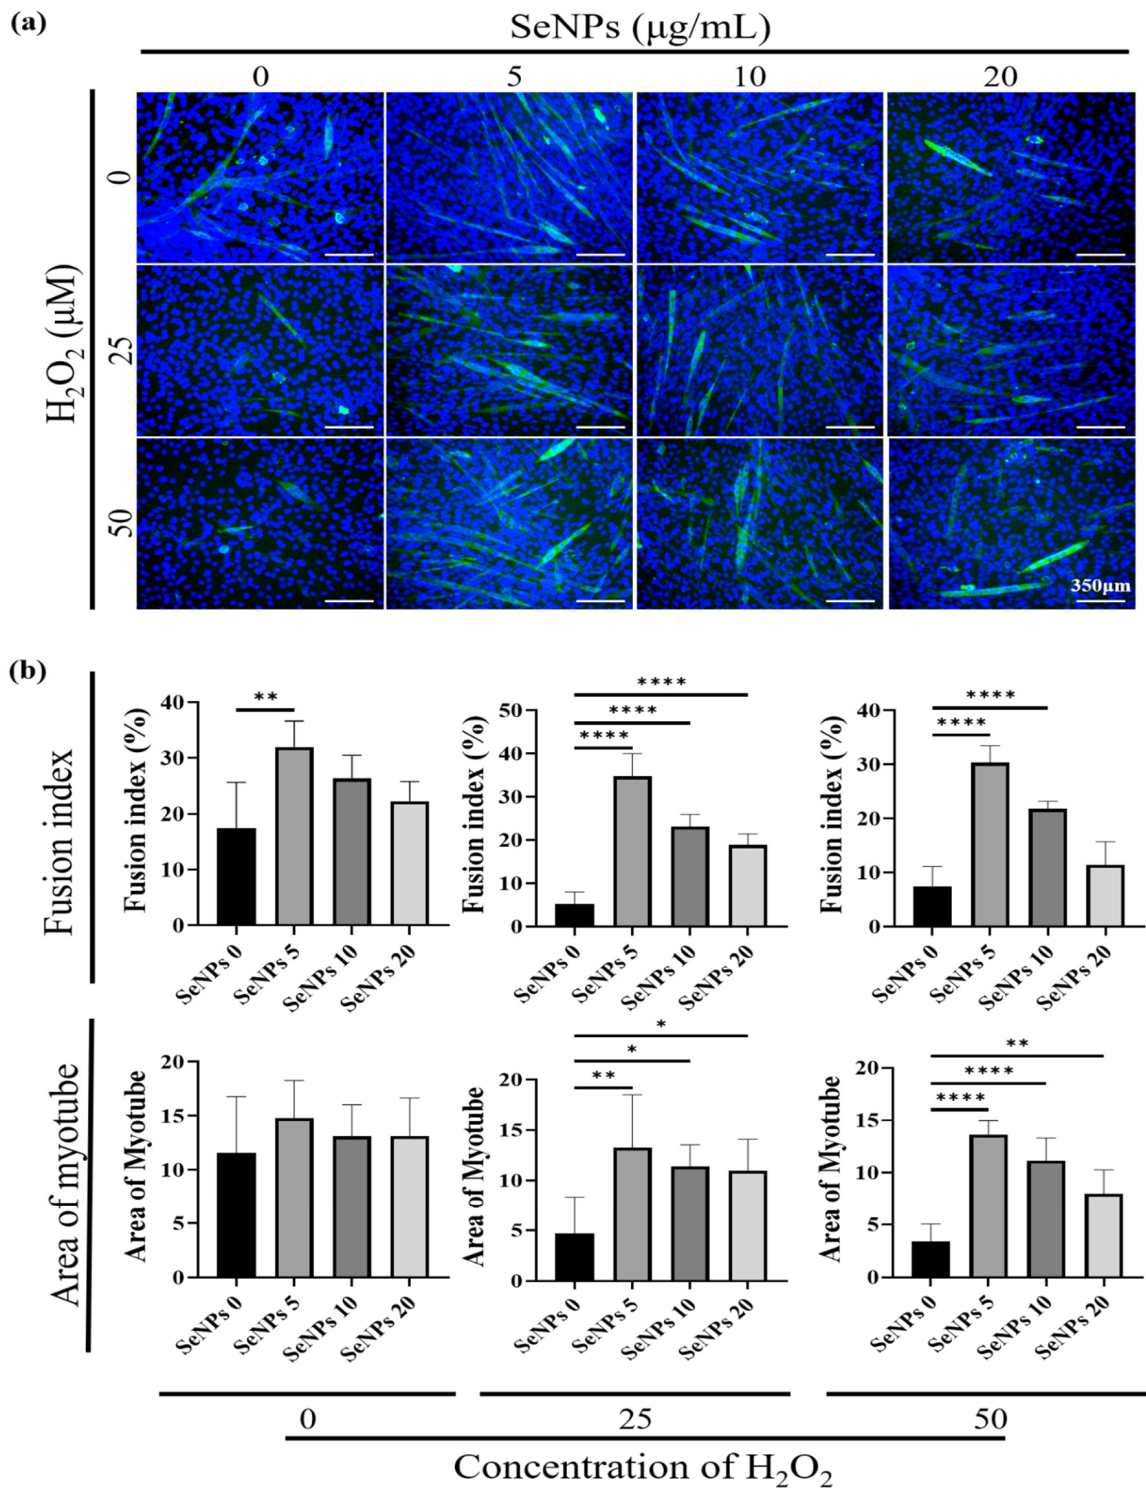 (a)
SeNPs (μg/mL)
0 5 10 20
H₂O₂ (μM)
0
25
50
350μm
(b)
Fusion index
Fusion index (%)
40
30
20
10
0
**
SeNPs 0
SeNPs 5
SeNPs 10
SeNPs 20
Fusion index (%)
50
40
30
20
10
0
****
****
****
SeNPs 0
SeNPs 5
SeNPs 10
SeNPs 20
Fusion index (%)
40
30
20
10
0
****
****
SeNPs 0
SeNPs 5
SeNPs 10
SeNPs 20
Area of myotube
Area of Myotube
20
15
10
5
0
SeNPs 0
SeNPs 5
SeNPs 10
SeNPs 20
Area of Myotube
20
15
10
5
0
*
*
**
SeNPs 0
SeNPs 5
SeNPs 10
SeNPs 20
Area of Myotube
20
15
10
5
0
**
****
****
SeNPs 0
SeNPs 5
SeNPs 10
SeNPs 20
0 25 50
Concentration of H₂O₂